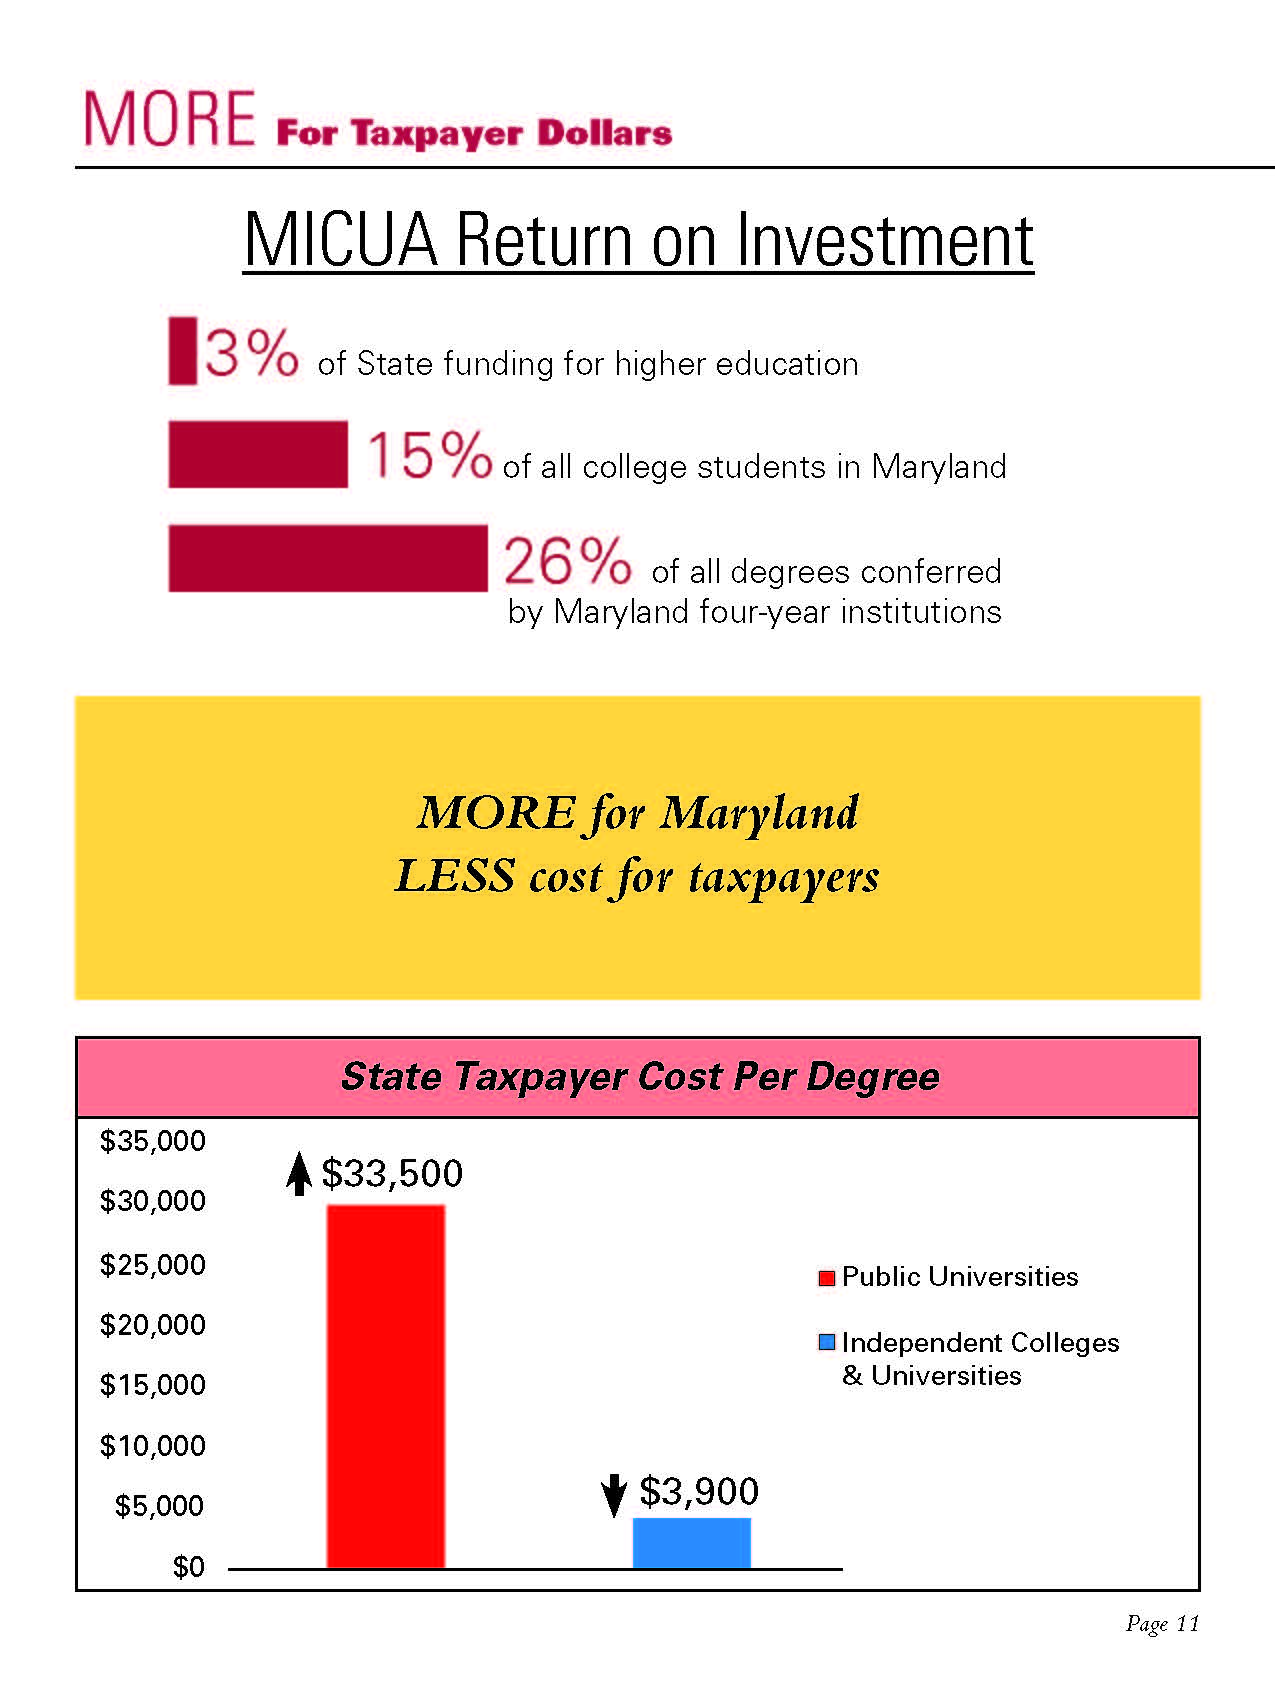 MORE For Taxpayer Dollars
MICUA Return on Investment
3% of State funding for higher education
15% of all college students in Maryland
26% of all degrees conferred
by Maryland four-year institutions
MORE for Maryland
LESS cost for taxpayers
State Taxpayer Cost Per Degree
$35,000
$33,500
$30,000
$25,000
Public Universities
$20,000
Independent Colleges
& Universities
$15,000
$10,000
$3,900
$5,000
$0
Page 11